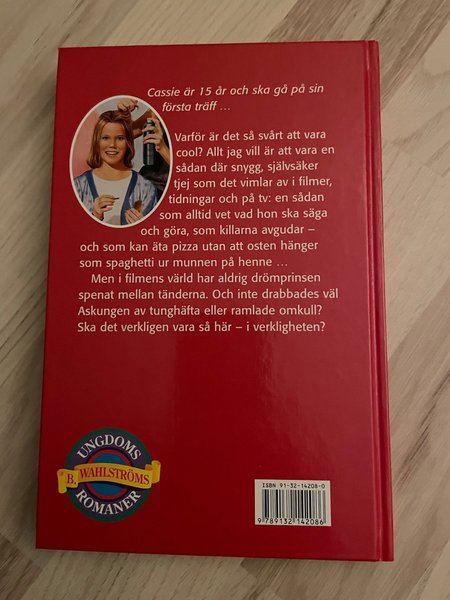 Cassie är 15 år och ska gå på sin
första träff ...
Varför är det så svårt att vara
cool? Allt jag vill är att vara en
sådan där snygg, självsäker
tjej som det vimlar av i filmer,
tidningar och på tv: en sådan
som alltid vet vad hon ska säga
och göra, som killarna avgudar –
och som kan äta pizza utan att osten hänger
som spaghetti ur munnen på henne ...
Men i filmens värld har aldrig drömprinsen
spenat mellan tänderna. Och inte drabbades väl
Askungen av tunghäfta eller ramlade omkull?
Ska det verkligen vara så här – i verkligheten?
UNGDOMS
B. WAHLSTRÖMS
ROMANER
ISBN 91-32-14208-0
9 789132 142086